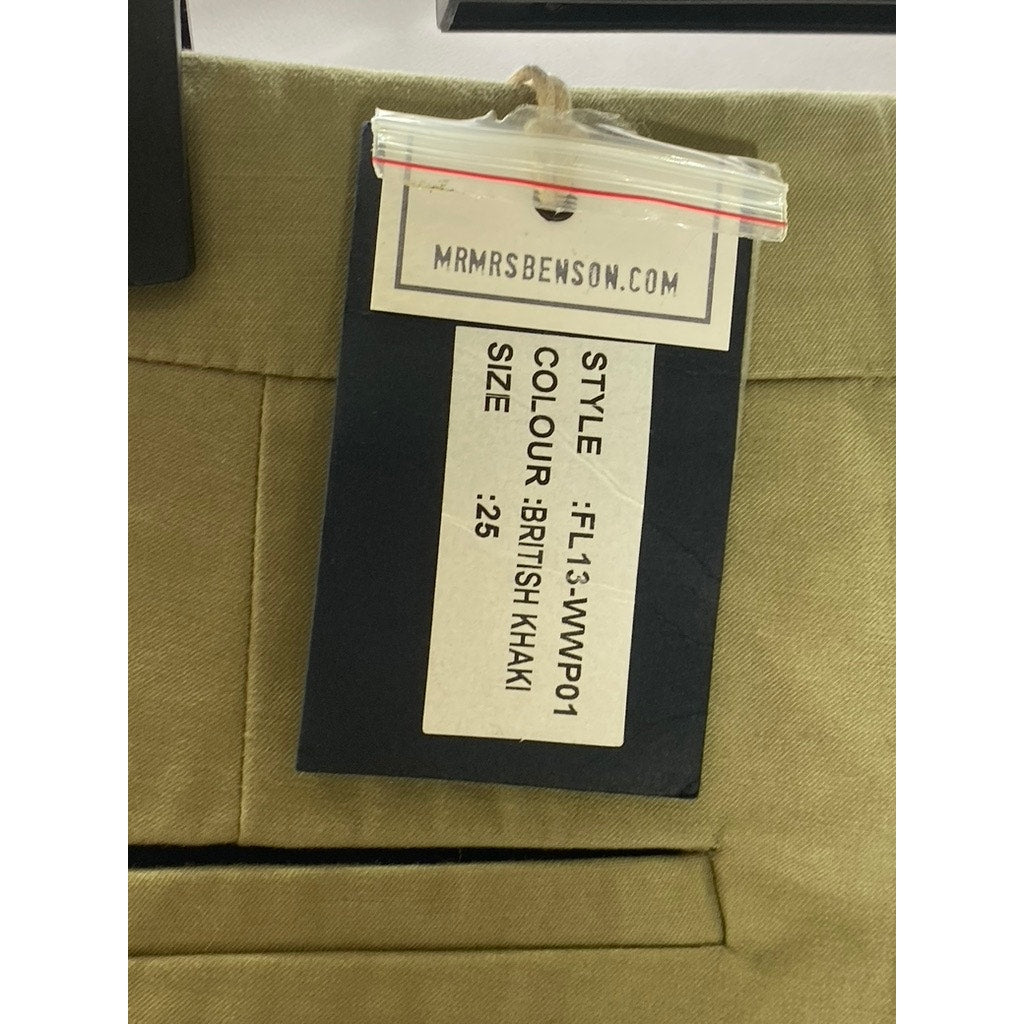 MRMRSBENSON.COM
STYLE :FL13-WWP01
COLOUR :BRITISH KHAKI
SIZE :25